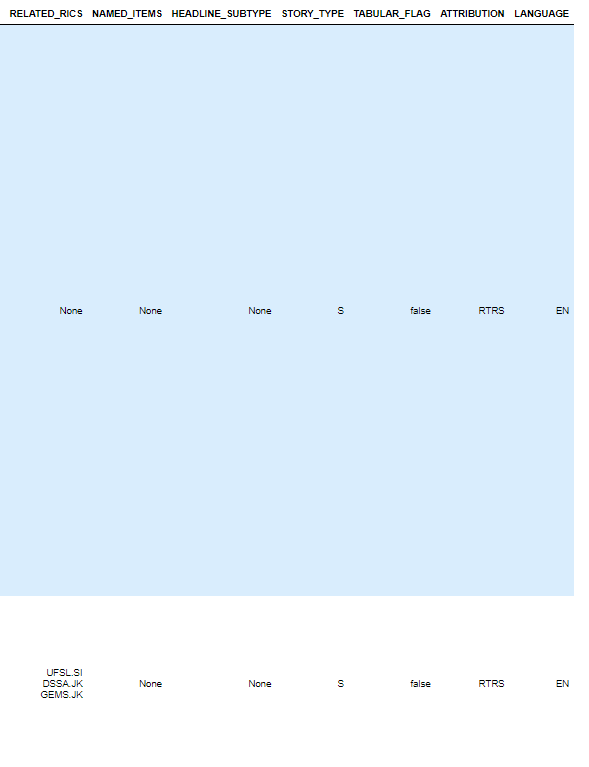 RELATED_RICS NAMED_ITEMS HEADLINE_SUBTYPE STORY_TYPE TABULAR_FLAG ATTRIBUTION LANGUAGE
None None None S false RTRS EN
UFSL.SI
DSSA.JK None None S false RTRS EN
GEMS.JK